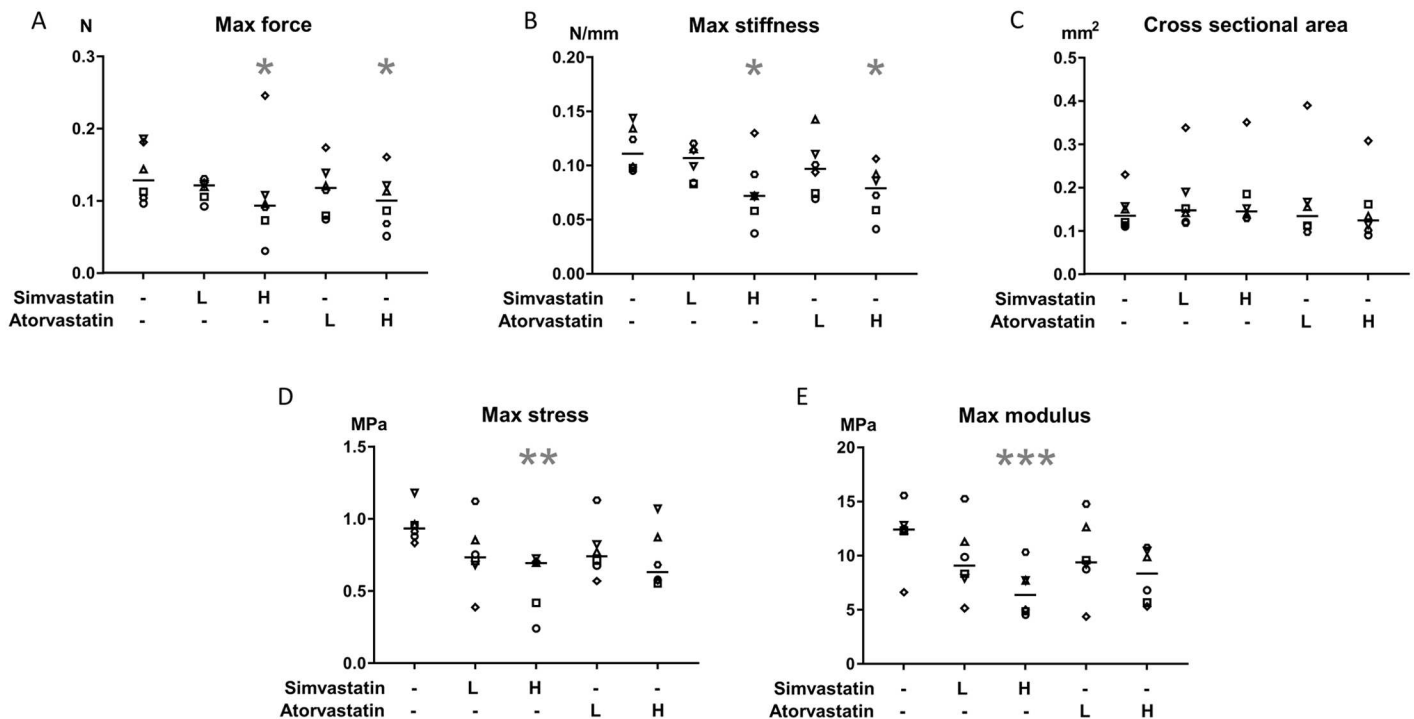 A N Max force
0.3
*
*
0.2
0.1
0.0
Simvastatin - L H - -
Atorvastatin - - - L H
B N/mm Max stiffness
0.20
*
*
0.15
0.10
0.05
0.00
Simvastatin - L H - -
Atorvastatin - - - L H
C mm² Cross sectional area
0.5
0.4
0.3
0.2
0.1
0.0
Simvastatin - L H - -
Atorvastatin - - - L H
D MPa Max stress
1.5
**
1.0
0.5
0.0
Simvastatin - L H - -
Atorvastatin - - - L H
E MPa Max modulus
20
***
15
10
5
0
Simvastatin - L H - -
Atorvastatin - - - L H